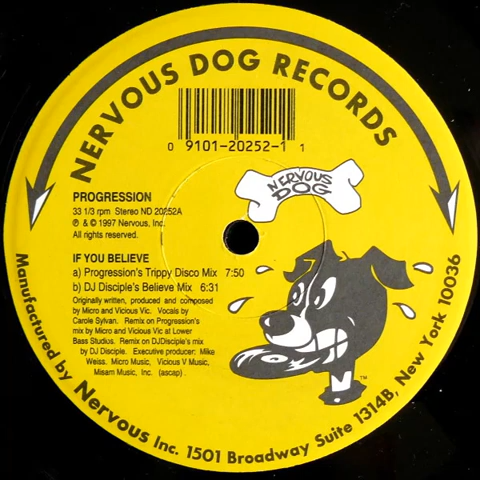 NERVOUS DOG RECORDS
0 9101-20252-1 1
NERVOUS
DOG
PROGRESSION
33 1/3 rpm Stereo ND 20252A
℗ & © 1997 Nervous, Inc.
All rights reserved.
IF YOU BELIEVE
a) Progression's Trippy Disco Mix 7:50
b) DJ Disciple's Believe Mix 6:31
Originally written, produced and composed
by Micro and Vicious Vic. Vocals by
Carole Sylvan. Remix on Progression's
mix by Micro and Vicious Vic at Lower
Bass Studios. Remix on DJDisciple's mix
by DJ Disciple. Executive producer: Mike
Weiss. Micro Music, Vicious V Music,
Misam Music, Inc. (ascap).
TM
Manufactured by Nervous Inc. 1501 Broadway Suite 1314B, New York 10036